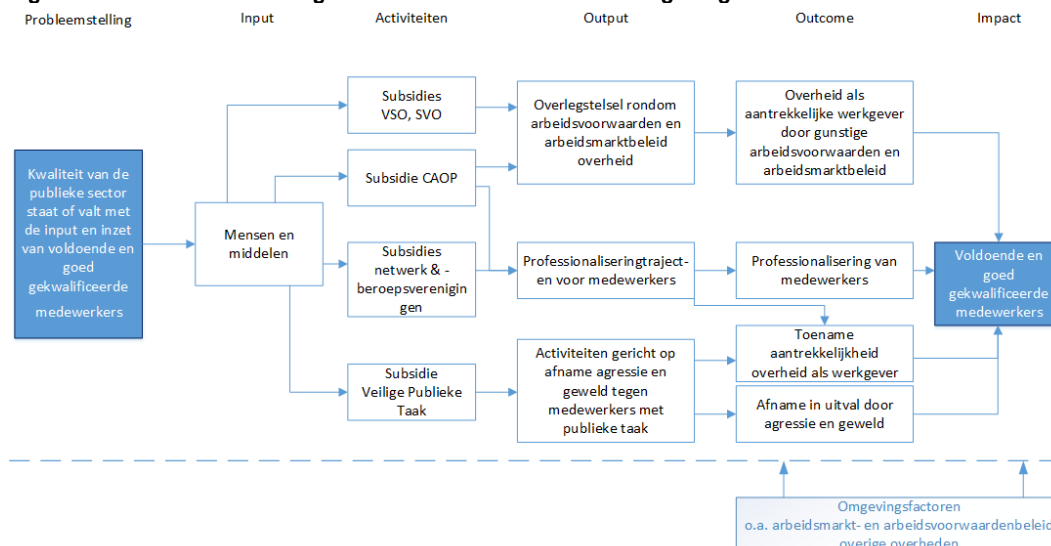 Probleemstelling
Input
Activiteiten
Output
Outcome
Impact
Kwaliteit van de
publieke sector
staat of valt met
de input en inzet
van voldoende en
goed
gekwalificeerde
medewerkers
Mensen en
middelen
Subsidies
VSO, SVO
Subsidie CAOP
Subsidies
netwerk & -
beroepsverenigin
gen
Subsidie
Veilige Publieke
Taak
Overlegstelsel rondom
arbeidsvoorwaarden en
arbeidsmarktbeleid
overheid
Professionaliseringtraject-
en voor medewerkers
Activiteiten gericht op
afname agressie en
geweld tegen
medewerkers met
publieke taak
Overheid als
aantrekkelijke werkgever
door gunstige
arbeidsvoorwaarden en
arbeidsmarktbeleid
Professionalisering van
medewerkers
Toename
aantrekkelijkheid
overheid als werkgever
Afname in uitval door
agressie en geweld
Voldoende en
goed
gekwalificeerde
medewerkers
Omgevingsfactoren
o.a. arbeidsmarkt- en arbeidsvoorwaardenbeleid
overige overheden